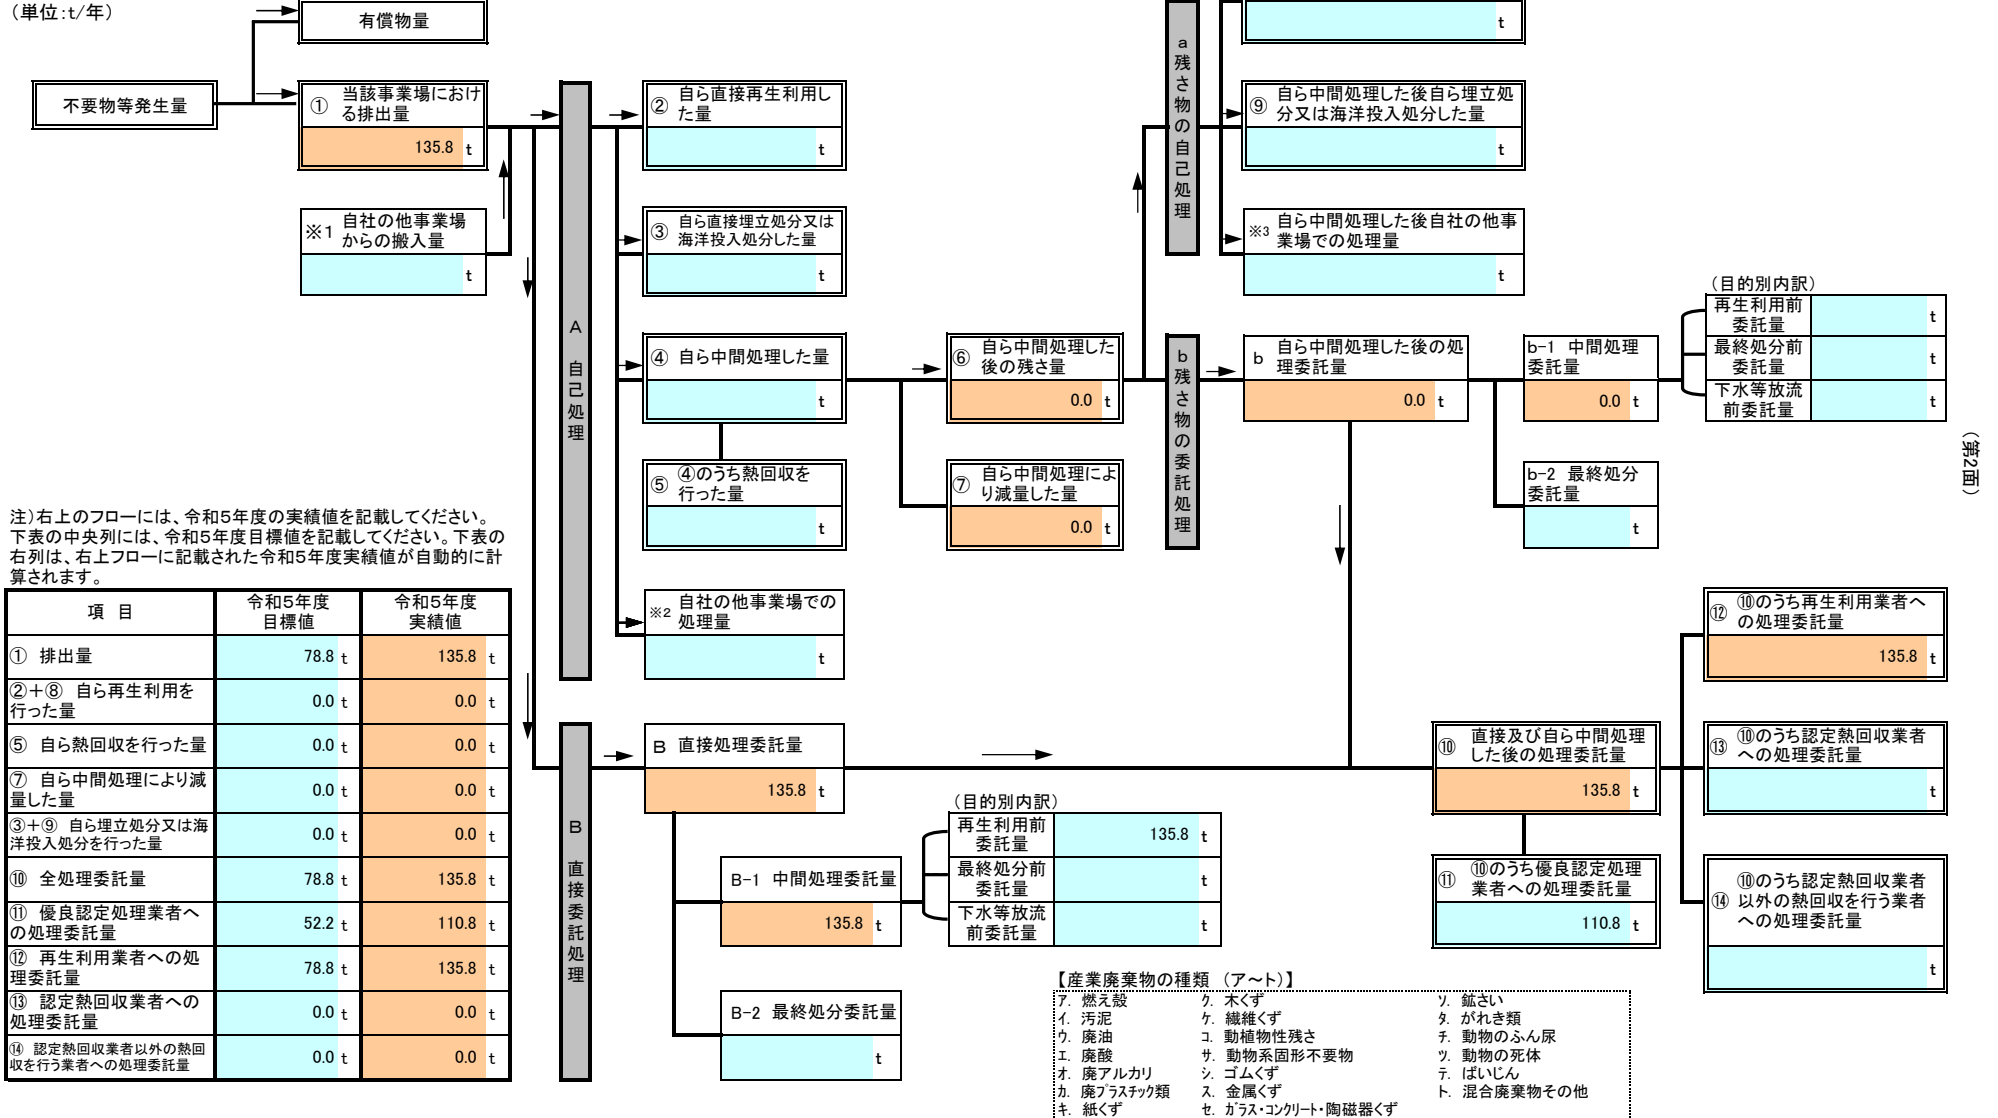 （単位：t/年）
有償物量
t
不要物等発生量
① 当該事業場におけ
る排出量
135.8 t
※1 自社の他事業場
からの搬入量
t
A 自己処理
② 自ら直接再生利用し
た量
t
③ 自ら直接埋立処分又は
海洋投入処分した量
t
④ 自ら中間処理した量
t
⑤ ④のうち熱回収を
行った量
t
※2 自社の他事業場での
処理量
t
⑥ 自ら中間処理した
後の残さ量
0.0 t
⑦ 自ら中間処理によ
り減量した量
0.0 t
a残さ物の自己処理
⑨ 自ら中間処理した後自ら埋立処
分又は海洋投入処分した量
t
※3 自ら中間処理した後自社の他事
業場での処理量
t
b残さ物の委託処理
b 自ら中間処理した後の処
理委託量
0.0 t
b-1 中間処理
委託量
0.0 t
（目的別内訳）
再生利用前
委託量
t
最終処分前
委託量
t
下水等放流
前委託量
t
b-2 最終処分
委託量
t
（第2面）
注）右上のフローには、令和5年度の実績値を記載してください。
下表の中央列には、令和5年度目標値を記載してください。下表の
右列は、右上フローに記載された令和5年度実績値が自動的に計
算されます。
項 目 令和5年度
目標値 令和5年度
実績値
① 排出量 78.8 t 135.8 t
②＋⑧ 自ら再生利用を
行った量 0.0 t 0.0 t
⑤ 自ら熱回収を行った量 0.0 t 0.0 t
⑦ 自ら中間処理により減
量した量 0.0 t 0.0 t
③＋⑨ 自ら埋立処分又は海
洋投入処分を行った量 0.0 t 0.0 t
⑩ 全処理委託量 78.8 t 135.8 t
⑪ 優良認定処理業者へ
の処理委託量 52.2 t 110.8 t
⑫ 再生利用業者への処
理委託量 78.8 t 135.8 t
⑬ 認定熱回収業者への
処理委託量 0.0 t 0.0 t
⑭ 認定熱回収業者以外の熱回
収を行う業者への処理委託量 0.0 t 0.0 t
B 直接委託処理
B 直接処理委託量
135.8 t
B-1 中間処理委託量
135.8 t
（目的別内訳）
再生利用前
委託量
135.8 t
最終処分前
委託量
t
下水等放流
前委託量
t
B-2 最終処分委託量
t
⑩ 直接及び自ら中間処理
した後の処理委託量
135.8 t
⑪ ⑩のうち優良認定処理
業者への処理委託量
110.8 t
⑫ ⑩のうち再生利用業者へ
の処理委託量
135.8 t
⑬ ⑩のうち認定熱回収業者
への処理委託量
t
⑭ ⑩のうち認定熱回収業者
以外の熱回収を行う業者
への処理委託量
t
【産業廃棄物の種類 （ア～ト）】
ア. 燃え殻 ク. 木くず ソ. 鉱さい
イ. 汚泥 ケ. 繊維くず タ. がれき類
ウ. 廃油 コ. 動植物性残さ チ. 動物のふん尿
エ. 廃酸 サ. 動物系固形不要物 ツ. 動物の死体
オ. 廃アルカリ シ. ゴムくず テ. ばいじん
カ. 廃プラスチック類 ス. 金属くず ト. 混合廃棄物その他
キ. 紙くず セ. ガラス・コンクリート・陶磁器くず